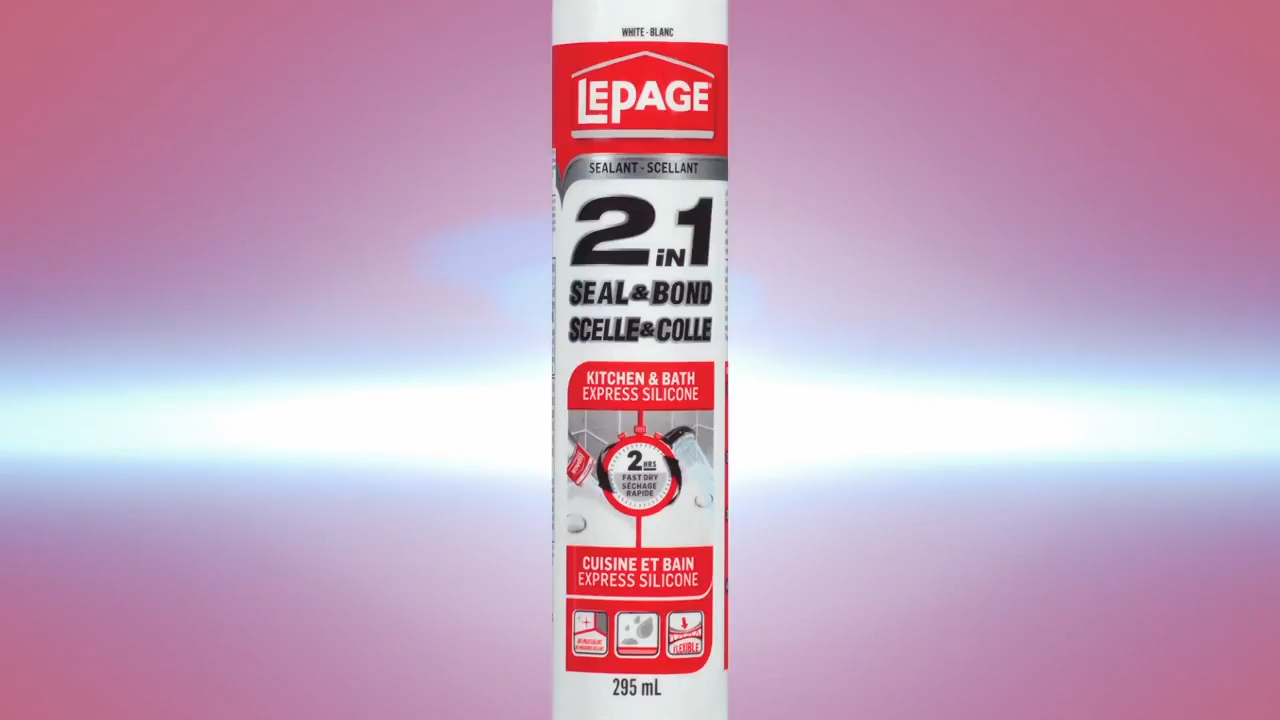 WHITE - BLANC
LEPAGE
SEALANT - SCELLANT
2 iN 1
SEAL & BOND
SCELLE & COLLE
KITCHEN & BATH
EXPRESS SILICONE
2 HRS
FAST DRY
SÉCHAGE
RAPIDE
CUISINE ET BAIN
EXPRESS SILICONE
FLEXIBLE
295 mL